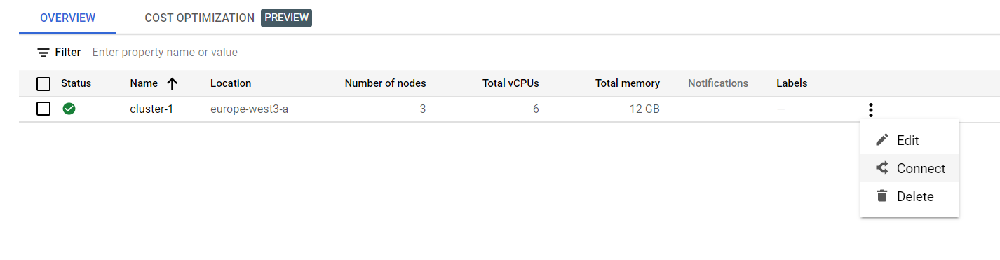 OVERVIEW COST OPTIMIZATION PREVIEW
Filter Enter property name or value
Status Name Location Number of nodes Total vCPUs Total memory Notifications Labels
cluster-1 europe-west3-a 3 6 12 GB —
Edit
Connect
Delete